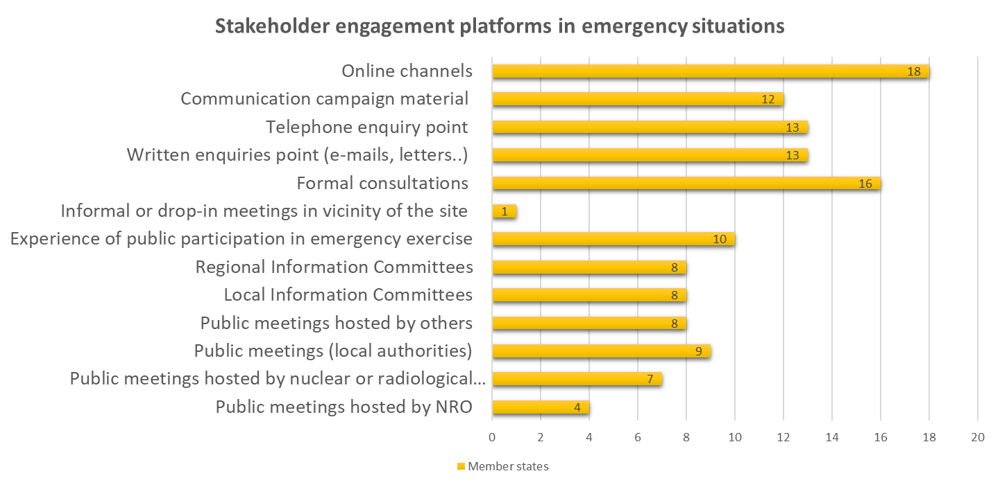 Stakeholder engagement platforms in emergency situations
Online channels 18
Communication campaign material 12
Telephone enquiry point 13
Written enquiries point (e-mails, letters..) 13
Formal consultations 16
Informal or drop-in meetings in vicinity of the site 1
Experience of public participation in emergency exercise 10
Regional Information Committees 8
Local Information Committees 8
Public meetings hosted by others 8
Public meetings (local authorities) 9
Public meetings hosted by nuclear or radiological... 7
Public meetings hosted by NRO 4
0 2 4 6 8 10 12 14 16 18 20
Member states